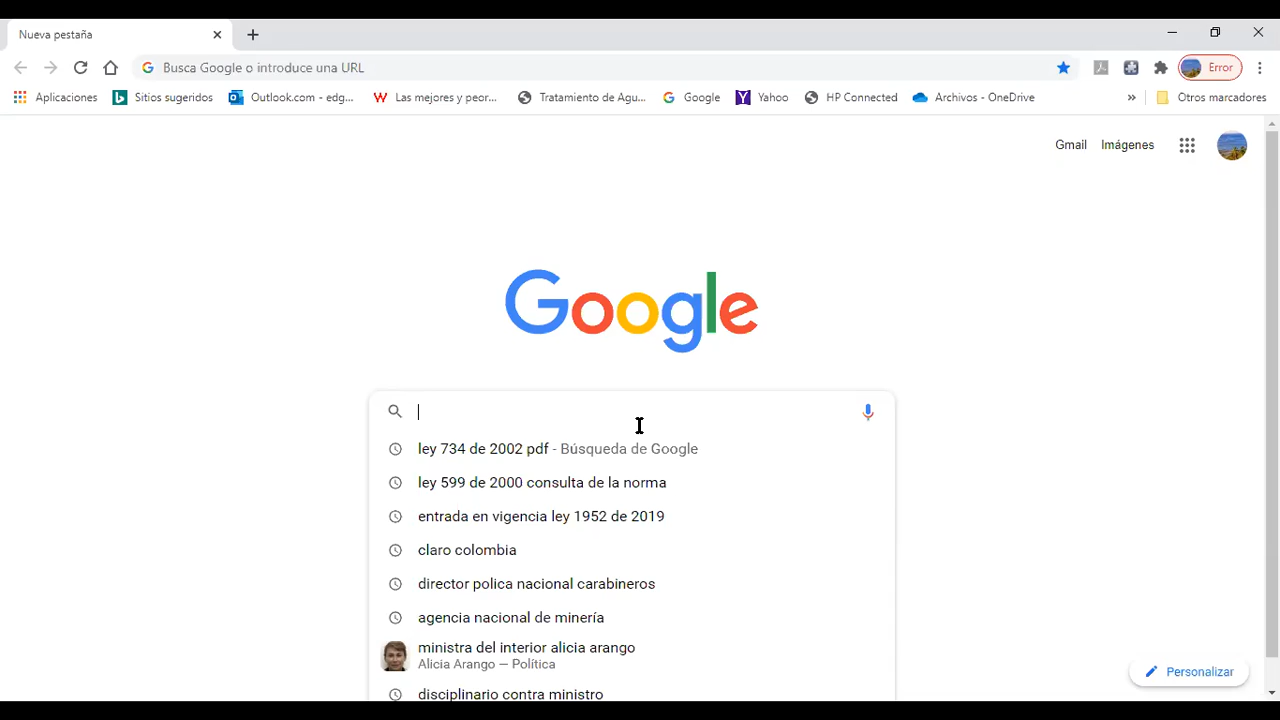 Nueva pestaña
Busca Google o introduce una URL
Error
Aplicaciones
Sitios sugeridos
Outlook.com - edg...
Las mejores y peor...
Tratamiento de Agu...
Google
Yahoo
HP Connected
Archivos - OneDrive
»
Otros marcadores
Gmail
Imágenes
Google
ley 734 de 2002 pdf - Búsqueda de Google
ley 599 de 2000 consulta de la norma
entrada en vigencia ley 1952 de 2019
claro colombia
director polica nacional carabineros
agencia nacional de minería
ministra del interior alicia arango
Alicia Arango — Política
disciplinario contra ministro
Personalizar